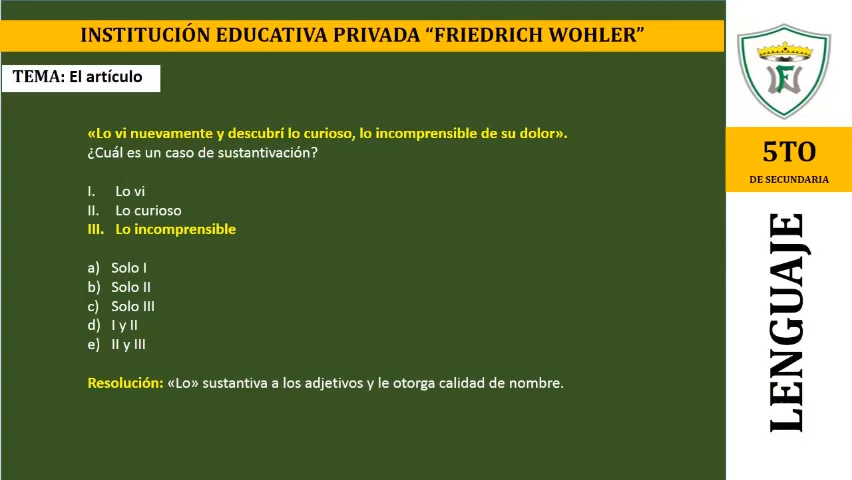 INSTITUCIÓN EDUCATIVA PRIVADA “FRIEDRICH WOHLER”
TEMA: El artículo
«Lo vi nuevamente y descubrí lo curioso, lo incomprensible de su dolor».
¿Cuál es un caso de sustantivación?
I. Lo vi
II. Lo curioso
III. Lo incomprensible
a) Solo I
b) Solo II
c) Solo III
d) I y II
e) II y III
Resolución: «Lo» sustantiva a los adjetivos y le otorga calidad de nombre.
5TO
DE SECUNDARIA
LENGUAJE